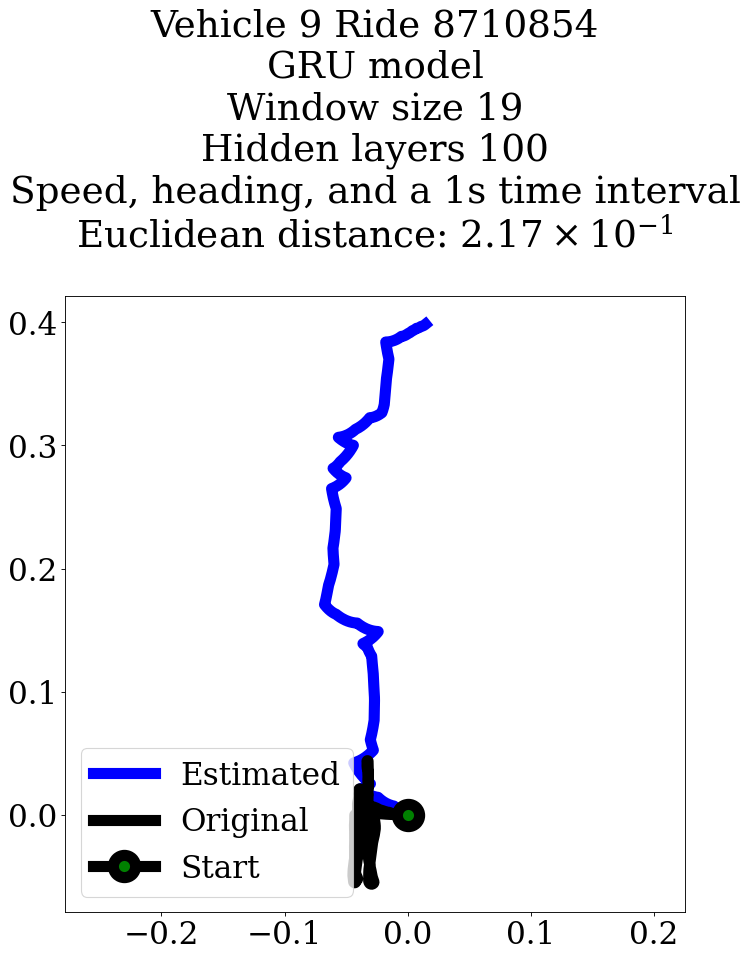 Vehicle 9 Ride 8710854
GRU model
Window size 19
Hidden layers 100
Speed, heading, and a 1s time interval
Euclidean distance: 2.17 × 10⁻¹
0.4
0.3
0.2
0.1
0.0
Estimated
Original
Start
−0.2 −0.1 0.0 0.1 0.2